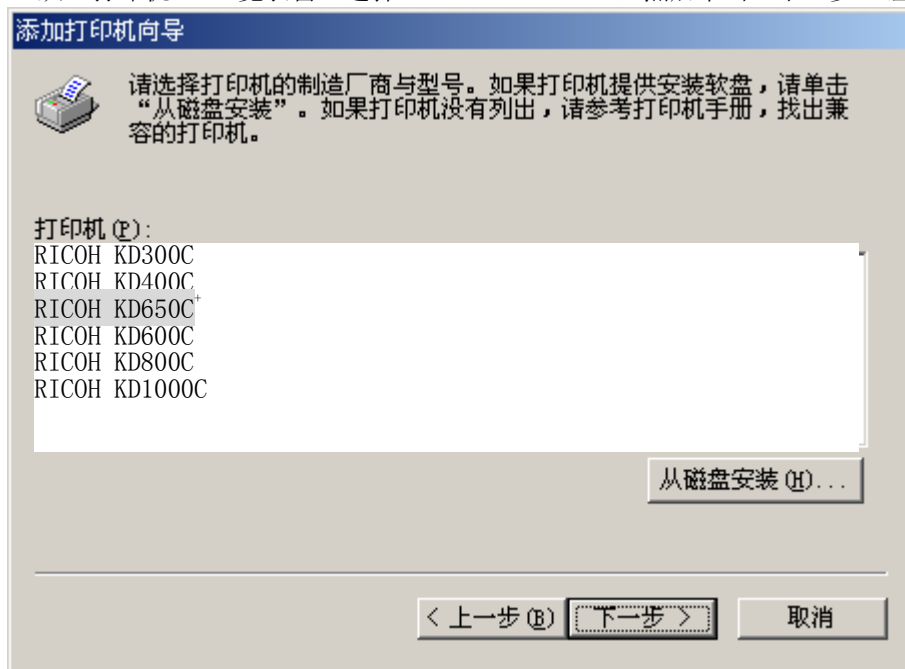 添加打印机向导
请选择打印机的制造厂商与型号。如果打印机提供安装软盘，请单击
“从磁盘安装”。如果打印机没有列出，请参考打印机手册，找出兼
容的打印机。
打印机(P):
RICOH KD300C
RICOH KD400C
RICOH KD650C+
RICOH KD600C
RICOH KD800C
RICOH KD1000C
从磁盘安装(H)...
< 上一步(B) 下一步 > 取消